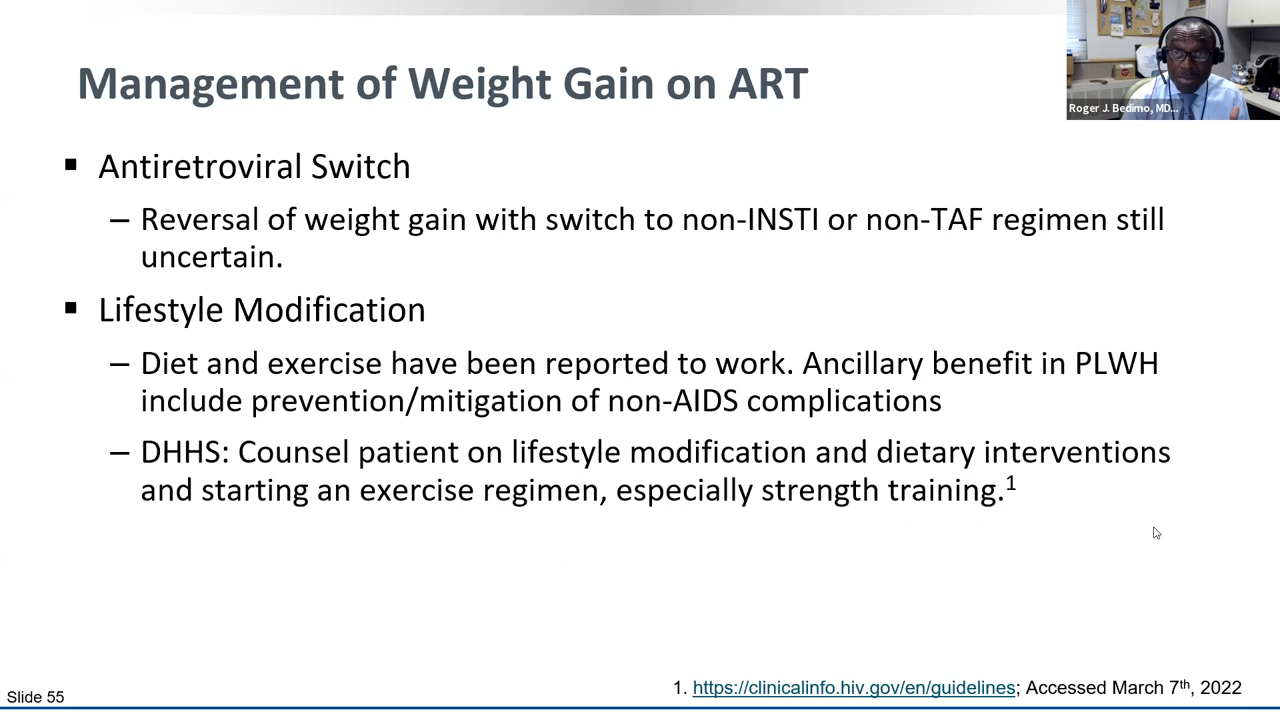 Roger J. Bedimo, MD...
Management of Weight Gain on ART
▪ Antiretroviral Switch
– Reversal of weight gain with switch to non-INSTI or non-TAF regimen still
uncertain.
▪ Lifestyle Modification
– Diet and exercise have been reported to work. Ancillary benefit in PLWH
include prevention/mitigation of non-AIDS complications
– DHHS: Counsel patient on lifestyle modification and dietary interventions
and starting an exercise regimen, especially strength training.¹
1. https://clinicalinfo.hiv.gov/en/guidelines; Accessed March 7th, 2022
Slide 55